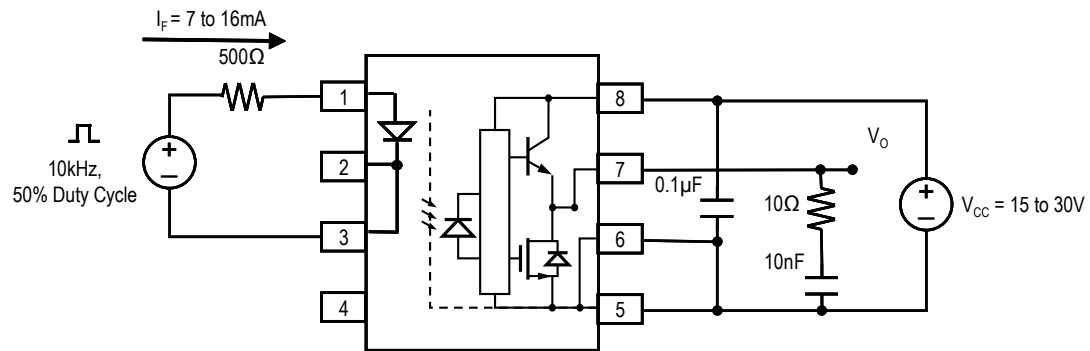 I_F = 7 to 16mA
500Ω
10kHz,
50% Duty Cycle
+
–
1
2
3
4
8
7
6
5
0.1µF
V_O
10Ω
10nF
+
–
V_CC = 15 to 30V